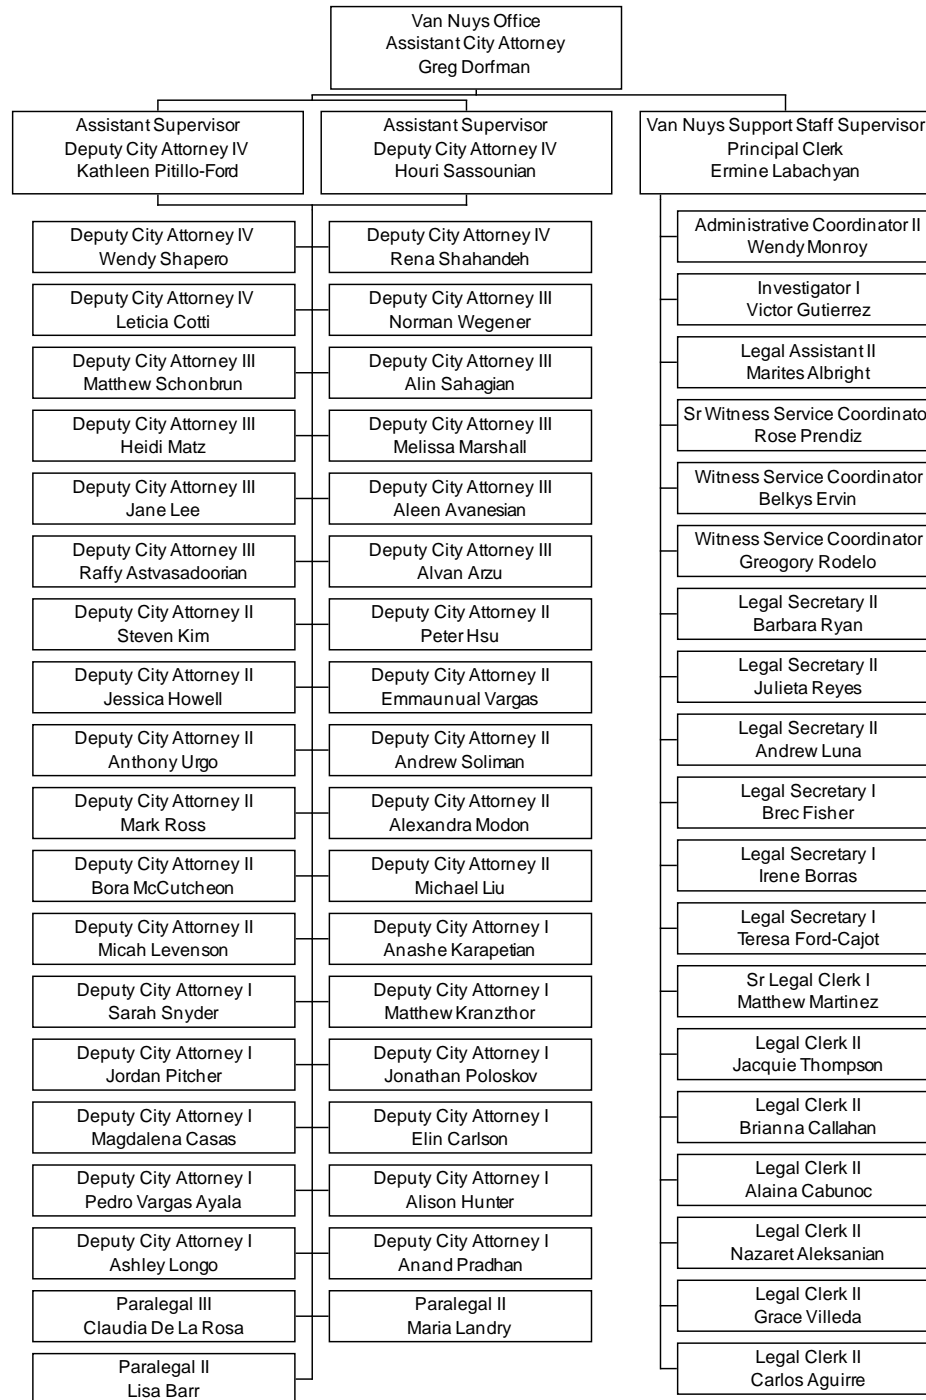 Van Nuys Office
Assistant City Attorney
Greg Dorfman
Assistant Supervisor
Deputy City Attorney IV
Kathleen Pitillo-Ford
Assistant Supervisor
Deputy City Attorney IV
Houri Sassounian
Van Nuys Support Staff Supervisor
Principal Clerk
Ermine Labachyan
Deputy City Attorney IV
Wendy Shapero
Deputy City Attorney IV
Rena Shahandeh
Deputy City Attorney IV
Leticia Cotti
Deputy City Attorney III
Norman Wegener
Deputy City Attorney III
Matthew Schonbrun
Deputy City Attorney III
Alin Sahagian
Deputy City Attorney III
Heidi Matz
Deputy City Attorney III
Melissa Marshall
Deputy City Attorney III
Jane Lee
Deputy City Attorney III
Aleen Avanesian
Deputy City Attorney III
Raffy Astvasadoorian
Deputy City Attorney III
Alvan Arzu
Deputy City Attorney II
Steven Kim
Deputy City Attorney II
Peter Hsu
Deputy City Attorney II
Jessica Howell
Deputy City Attorney II
Emmaunual Vargas
Deputy City Attorney II
Anthony Urgo
Deputy City Attorney II
Andrew Soliman
Deputy City Attorney II
Mark Ross
Deputy City Attorney II
Alexandra Modon
Deputy City Attorney II
Bora McCutcheon
Deputy City Attorney II
Michael Liu
Deputy City Attorney II
Micah Levenson
Deputy City Attorney I
Anashe Karapetian
Deputy City Attorney I
Sarah Snyder
Deputy City Attorney I
Matthew Kranzthor
Deputy City Attorney I
Jordan Pitcher
Deputy City Attorney I
Jonathan Poloskov
Deputy City Attorney I
Magdalena Casas
Deputy City Attorney I
Elin Carlson
Deputy City Attorney I
Pedro Vargas Ayala
Deputy City Attorney I
Alison Hunter
Deputy City Attorney I
Ashley Longo
Deputy City Attorney I
Anand Pradhan
Paralegal III
Claudia De La Rosa
Paralegal II
Maria Landry
Paralegal II
Lisa Barr
Administrative Coordinator II
Wendy Monroy
Investigator I
Victor Gutierrez
Legal Assistant II
Marites Albright
Sr Witness Service Coordinato
Rose Prendiz
Witness Service Coordinator
Belkys Ervin
Witness Service Coordinator
Greogory Rodelo
Legal Secretary II
Barbara Ryan
Legal Secretary II
Julieta Reyes
Legal Secretary II
Andrew Luna
Legal Secretary I
Brec Fisher
Legal Secretary I
Irene Borras
Legal Secretary I
Teresa Ford-Cajot
Sr Legal Clerk I
Matthew Martinez
Legal Clerk II
Jacquie Thompson
Legal Clerk II
Brianna Callahan
Legal Clerk II
Alaina Cabunoc
Legal Clerk II
Nazaret Aleksanian
Legal Clerk II
Grace Villeda
Legal Clerk II
Carlos Aguirre